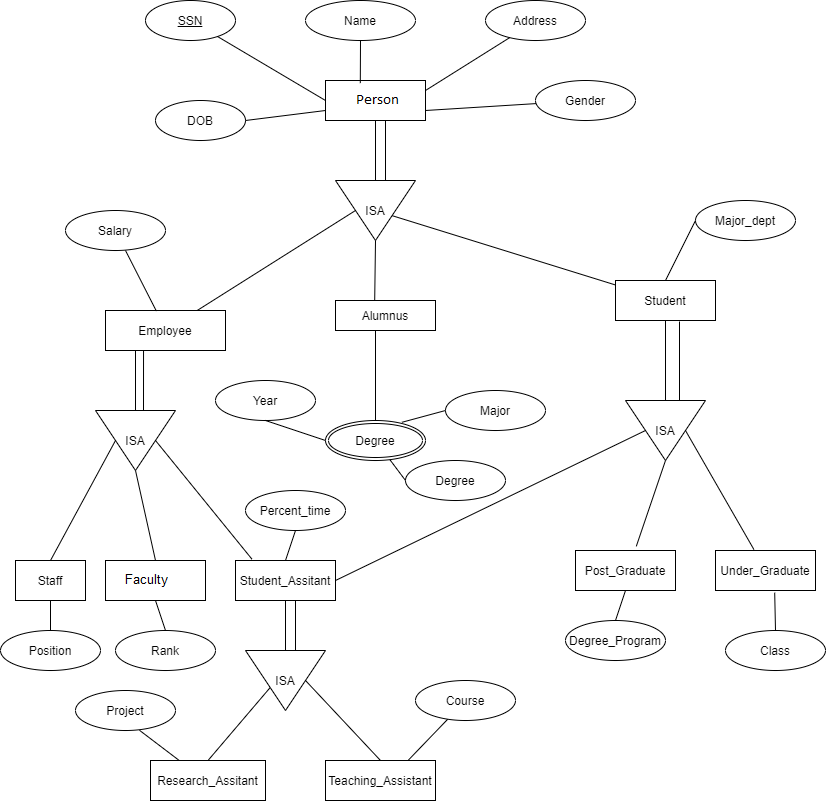 SSN
Name
Address
Person
Gender
DOB
ISA
Major_dept
Salary
Student
Alumnus
Employee
Year
Major
ISA
Degree
ISA
Degree
Percent_time
Staff
Faculty
Student_Assitant
Post_Graduate
Under_Graduate
Position
Rank
Degree_Program
Class
ISA
Project
Course
Research_Assitant
Teaching_Assistant